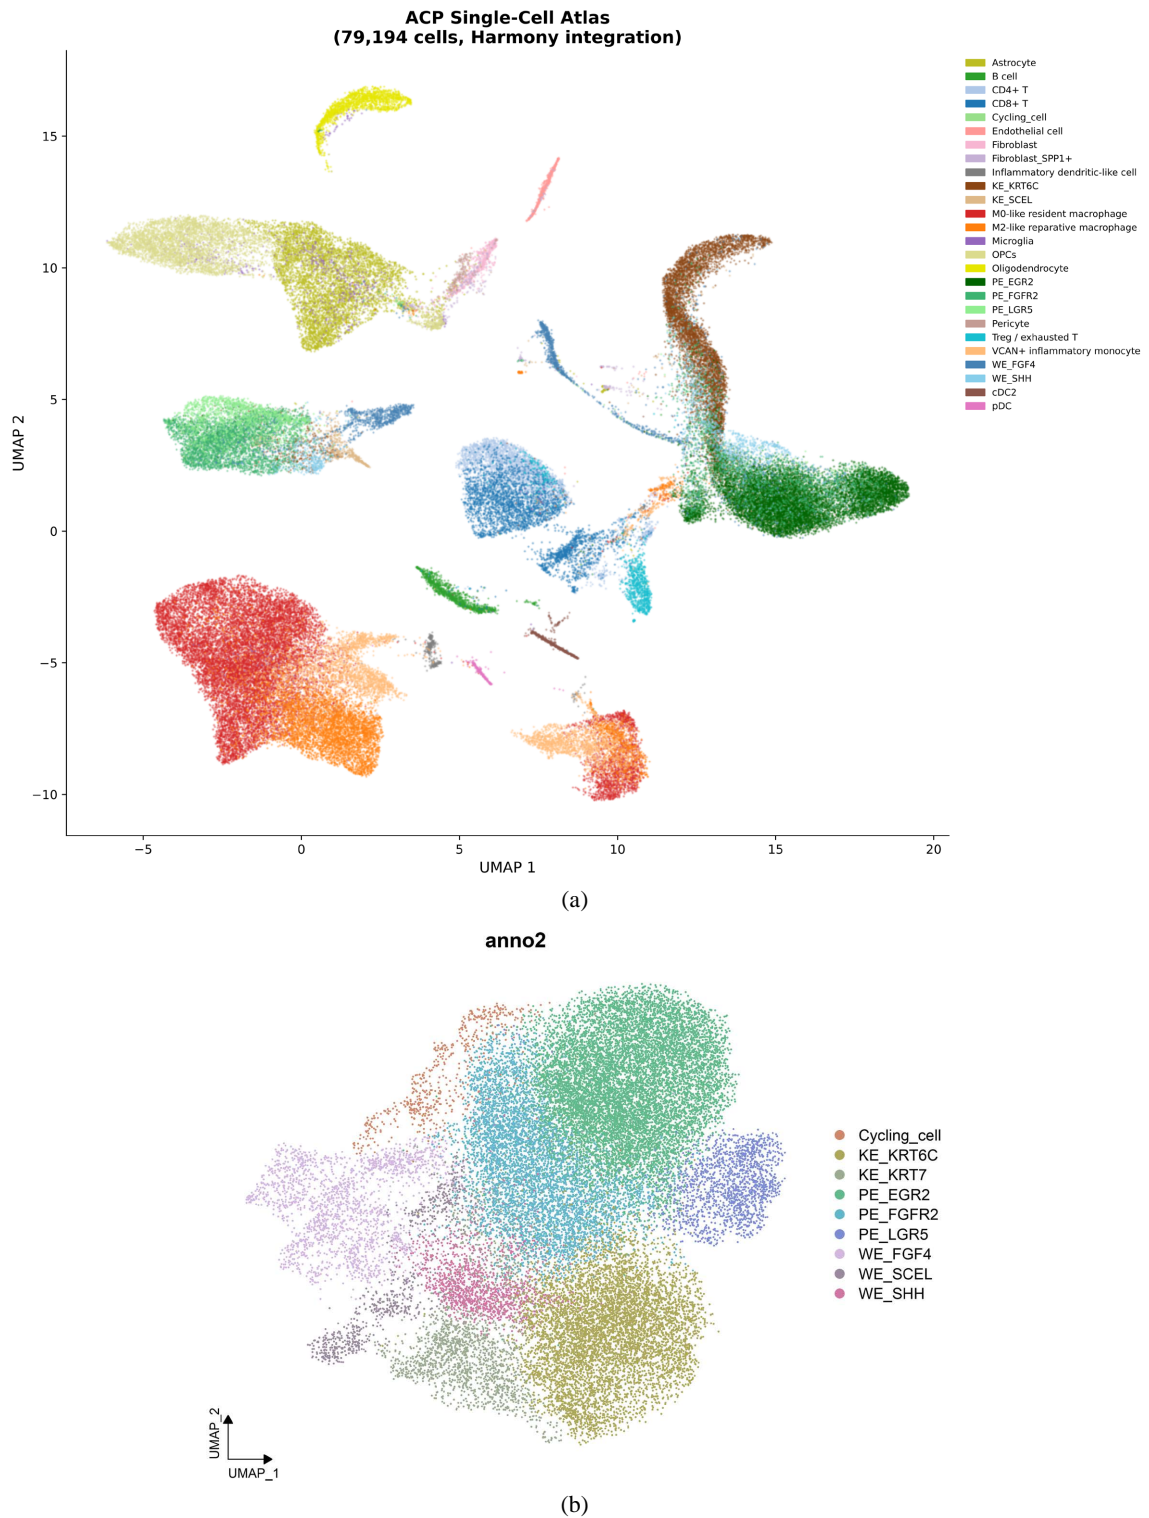 ACP Single-Cell Atlas
(79,194 cells, Harmony integration)
15
10
5
0
−5
−10
UMAP 2
−5
0
5
10
15
20
UMAP 1
Astrocyte
B cell
CD4+ T
CD8+ T
Cycling_cell
Endothelial cell
Fibroblast
Fibroblast_SPP1+
Inflammatory dendritic-like cell
KE_KRT6C
KE_SCEL
M0-like resident macrophage
M2-like reparative macrophage
Microglia
OPCs
Oligodendrocyte
PE_EGR2
PE_FGFR2
PE_LGR5
Pericyte
Treg / exhausted T
VCAN+ inflammatory monocyte
WE_FGF4
WE_SHH
cDC2
pDC
(a)
anno2
Cycling_cell
KE_KRT6C
KE_KRT7
PE_EGR2
PE_FGFR2
PE_LGR5
WE_FGF4
WE_SCEL
WE_SHH
UMAP_2
UMAP_1
(b)